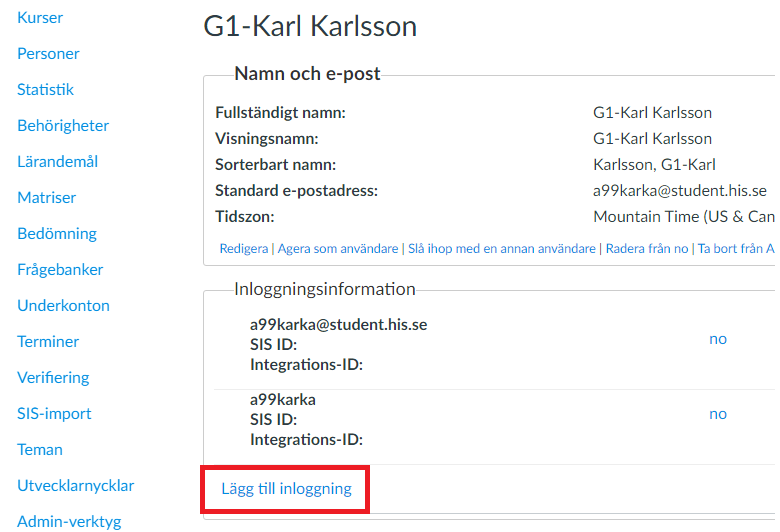 Kurser
Personer
Statistik
Behörigheter
Lärandemål
Matriser
Bedömning
Frågebanker
Underkonton
Terminer
Verifiering
SIS-import
Teman
Utvecklarnycklar
Admin-verktyg
G1-Karl Karlsson
Namn och e-post
Fullständigt namn: G1-Karl Karlsson
Visningsnamn: G1-Karl Karlsson
Sorterbart namn: Karlsson, G1-Karl
Standard e-postadress: a99karka@student.his.se
Tidszon: Mountain Time (US & Can
Redigera | Agera som användare | Slå ihop med en annan användare | Radera från no | Ta bort från A
Inloggningsinformation
a99karka@student.his.se
SIS ID: no
Integrations-ID:
a99karka
SIS ID: no
Integrations-ID:
Lägg till inloggning